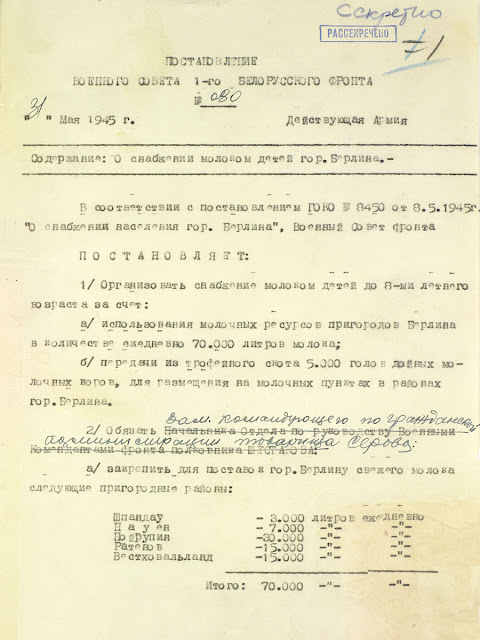 Секретно
РАССЕКРЕЧЕНО
71
ПОСТАНОВЛЕНИЕ
ВОЕННОГО СОВЕТА 1-го БЕЛОРУССКОГО ФРОНТА
№ 080
"31" Мая 1945 г. Действующая Армия
Содержание: О снабжении молоком детей гор. Берлина.-
В соответствии с постановлением ГОКО № 8450 от 8.5.1945г.
"О снабжении населения гор. Берлина", Военный Совет фронта
П О С Т А Н О В Л Я Е Т:
1/ Организовать снабжение молоком детей до 8-ми летнего
возраста за счет:
а/ использования молочных ресурсов пригородов Берлина
в количестве ежедневно 70.000 литров молока;
б/ передачи из трофейного скота 5.000 голов дойных мо-
лочных коров, для размещения на молочных пунктах в районах
гор. Берлина.
зам. командующего по гражданской
2/ Обязать Начальника Отдела по руководству Военными
администрации товарища Серова:
Комендантами фронта полковника ШЕСТАКОВА:
а/ закрепить для поставок гор. Берлину свежего молока
следующие пригородные районы:
Шпандау - 3.000 литров ежедневно
Н а у е н - 7.000 -"- -"-
-30.000 -"- -"-
Ратенов -15.000 -"- -"-
Вестховальланд -15.000 -"- -"-
Итого: 70.000 -"- -"-